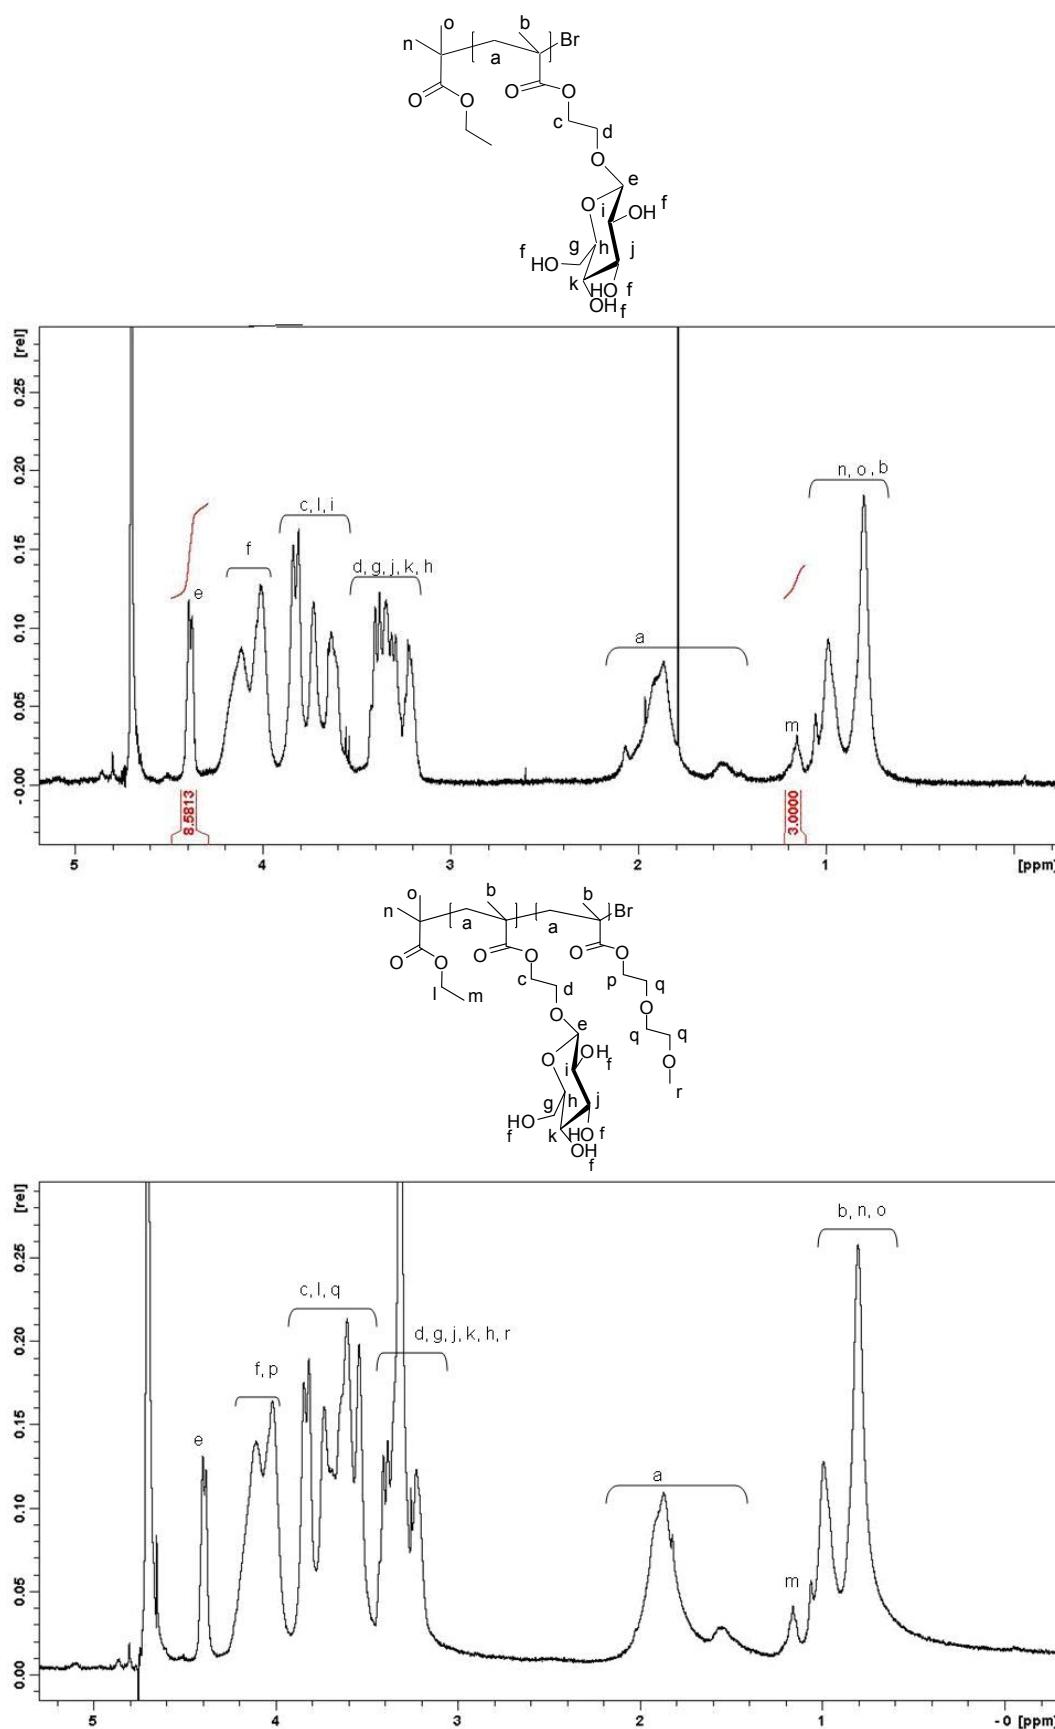 o
n
b
Br
a
O
O
O
O
c
d
O
e
O
i
OH f
g
h
j
f HO
k
HO f
OH f
[rel]
0.25
0.20
0.15
0.10
0.05
-0.00
e
f
c, l, i
d, g, j, k, h
a
m
n, o, b
8.5813
3.0000
5 4 3 2 1 [ppm]
o
n
b
b
Br
a
a
O
O
O
O
O
O
l
m
c
d
p
q
O
O
e
q
q
O
O
i
OH f
r
g
h
j
HO
f
k
HO f
OH
f
[rel]
0.25
0.20
0.15
0.10
0.05
0.00
e
f, p
c, l, q
d, g, j, k, h, r
a
m
b, n, o
5 4 3 2 1 -0 [ppm]